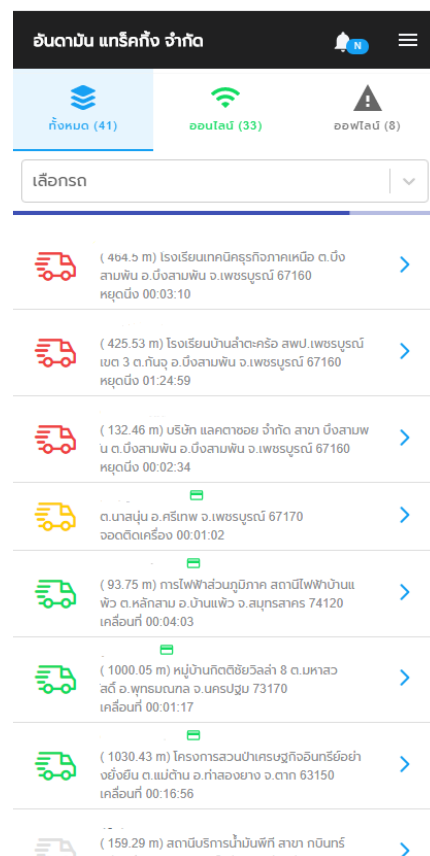 อันดามัน แทร็คกิ้ง จำกัด
N
ทั้งหมด (41)
ออนไลน์ (33)
ออฟไลน์ (8)
เลือกรถ
( 464.5 m) โรงเรียนเทคนิคธุรกิจภาคเหนือ ต.บึง
สามพัน อ.บึงสามพัน จ.เพชรบูรณ์ 67160
หยุดนิ่ง 00:03:10
( 425.53 m) โรงเรียนบ้านลำตะคร้อ สพป.เพชรบูรณ์
เขต 3 ต.กันจุ อ.บึงสามพัน จ.เพชรบูรณ์ 67160
หยุดนิ่ง 01:24:59
( 132.46 m) บริษัท แลคตาซอย จำกัด สาขา บึงสามพ
ัน ต.บึงสามพัน อ.บึงสามพัน จ.เพชรบูรณ์ 67160
หยุดนิ่ง 00:02:34
ต.นาสนุ่น อ.ศรีเทพ จ.เพชรบูรณ์ 67170
จอดติดเครื่อง 00:01:02
( 93.75 m) การไฟฟ้าส่วนภูมิภาค สถานีไฟฟ้าบ้านแ
พ้ว ต.หลักสาม อ.บ้านแพ้ว จ.สมุทรสาคร 74120
เคลื่อนที่ 00:04:03
( 1000.05 m) หมู่บ้านกิตติชัยวิลล่า 8 ต.มหาสว
สดิ์ อ.พุทธมณฑล จ.นครปฐม 73170
เคลื่อนที่ 00:01:17
( 1030.43 m) โครงการสวนป่าเศรษฐกิจอินทรีย์อย่า
งยั่งยืน ต.แม่ต้าน อ.ท่าสองยาง จ.ตาก 63150
เคลื่อนที่ 00:16:56
( 159.29 m) สถานีบริการน้ำมันพีที สาขา กบินทร์